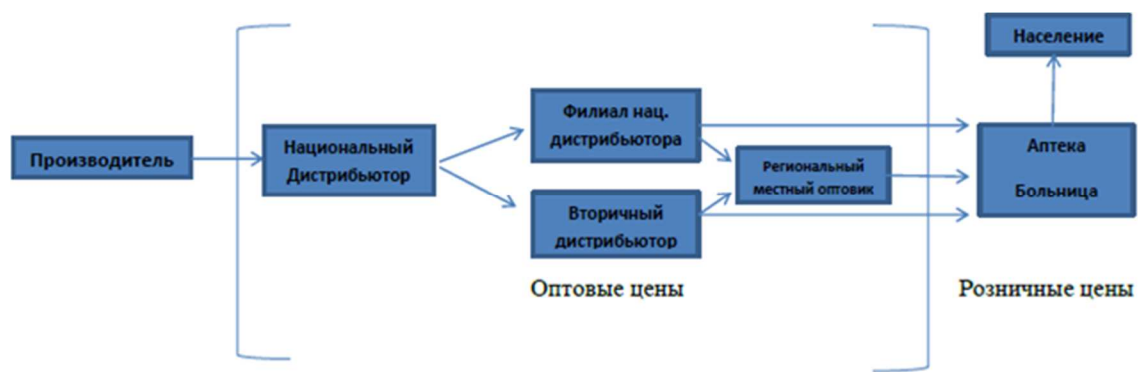 Население
Филиал нац.
дистрибьютора
Производитель
Национальный
Дистрибьютор
Региональный
местный оптовик
Аптека
Больница
Вторичный
дистрибьютор
Оптовые цены
Розничные цены